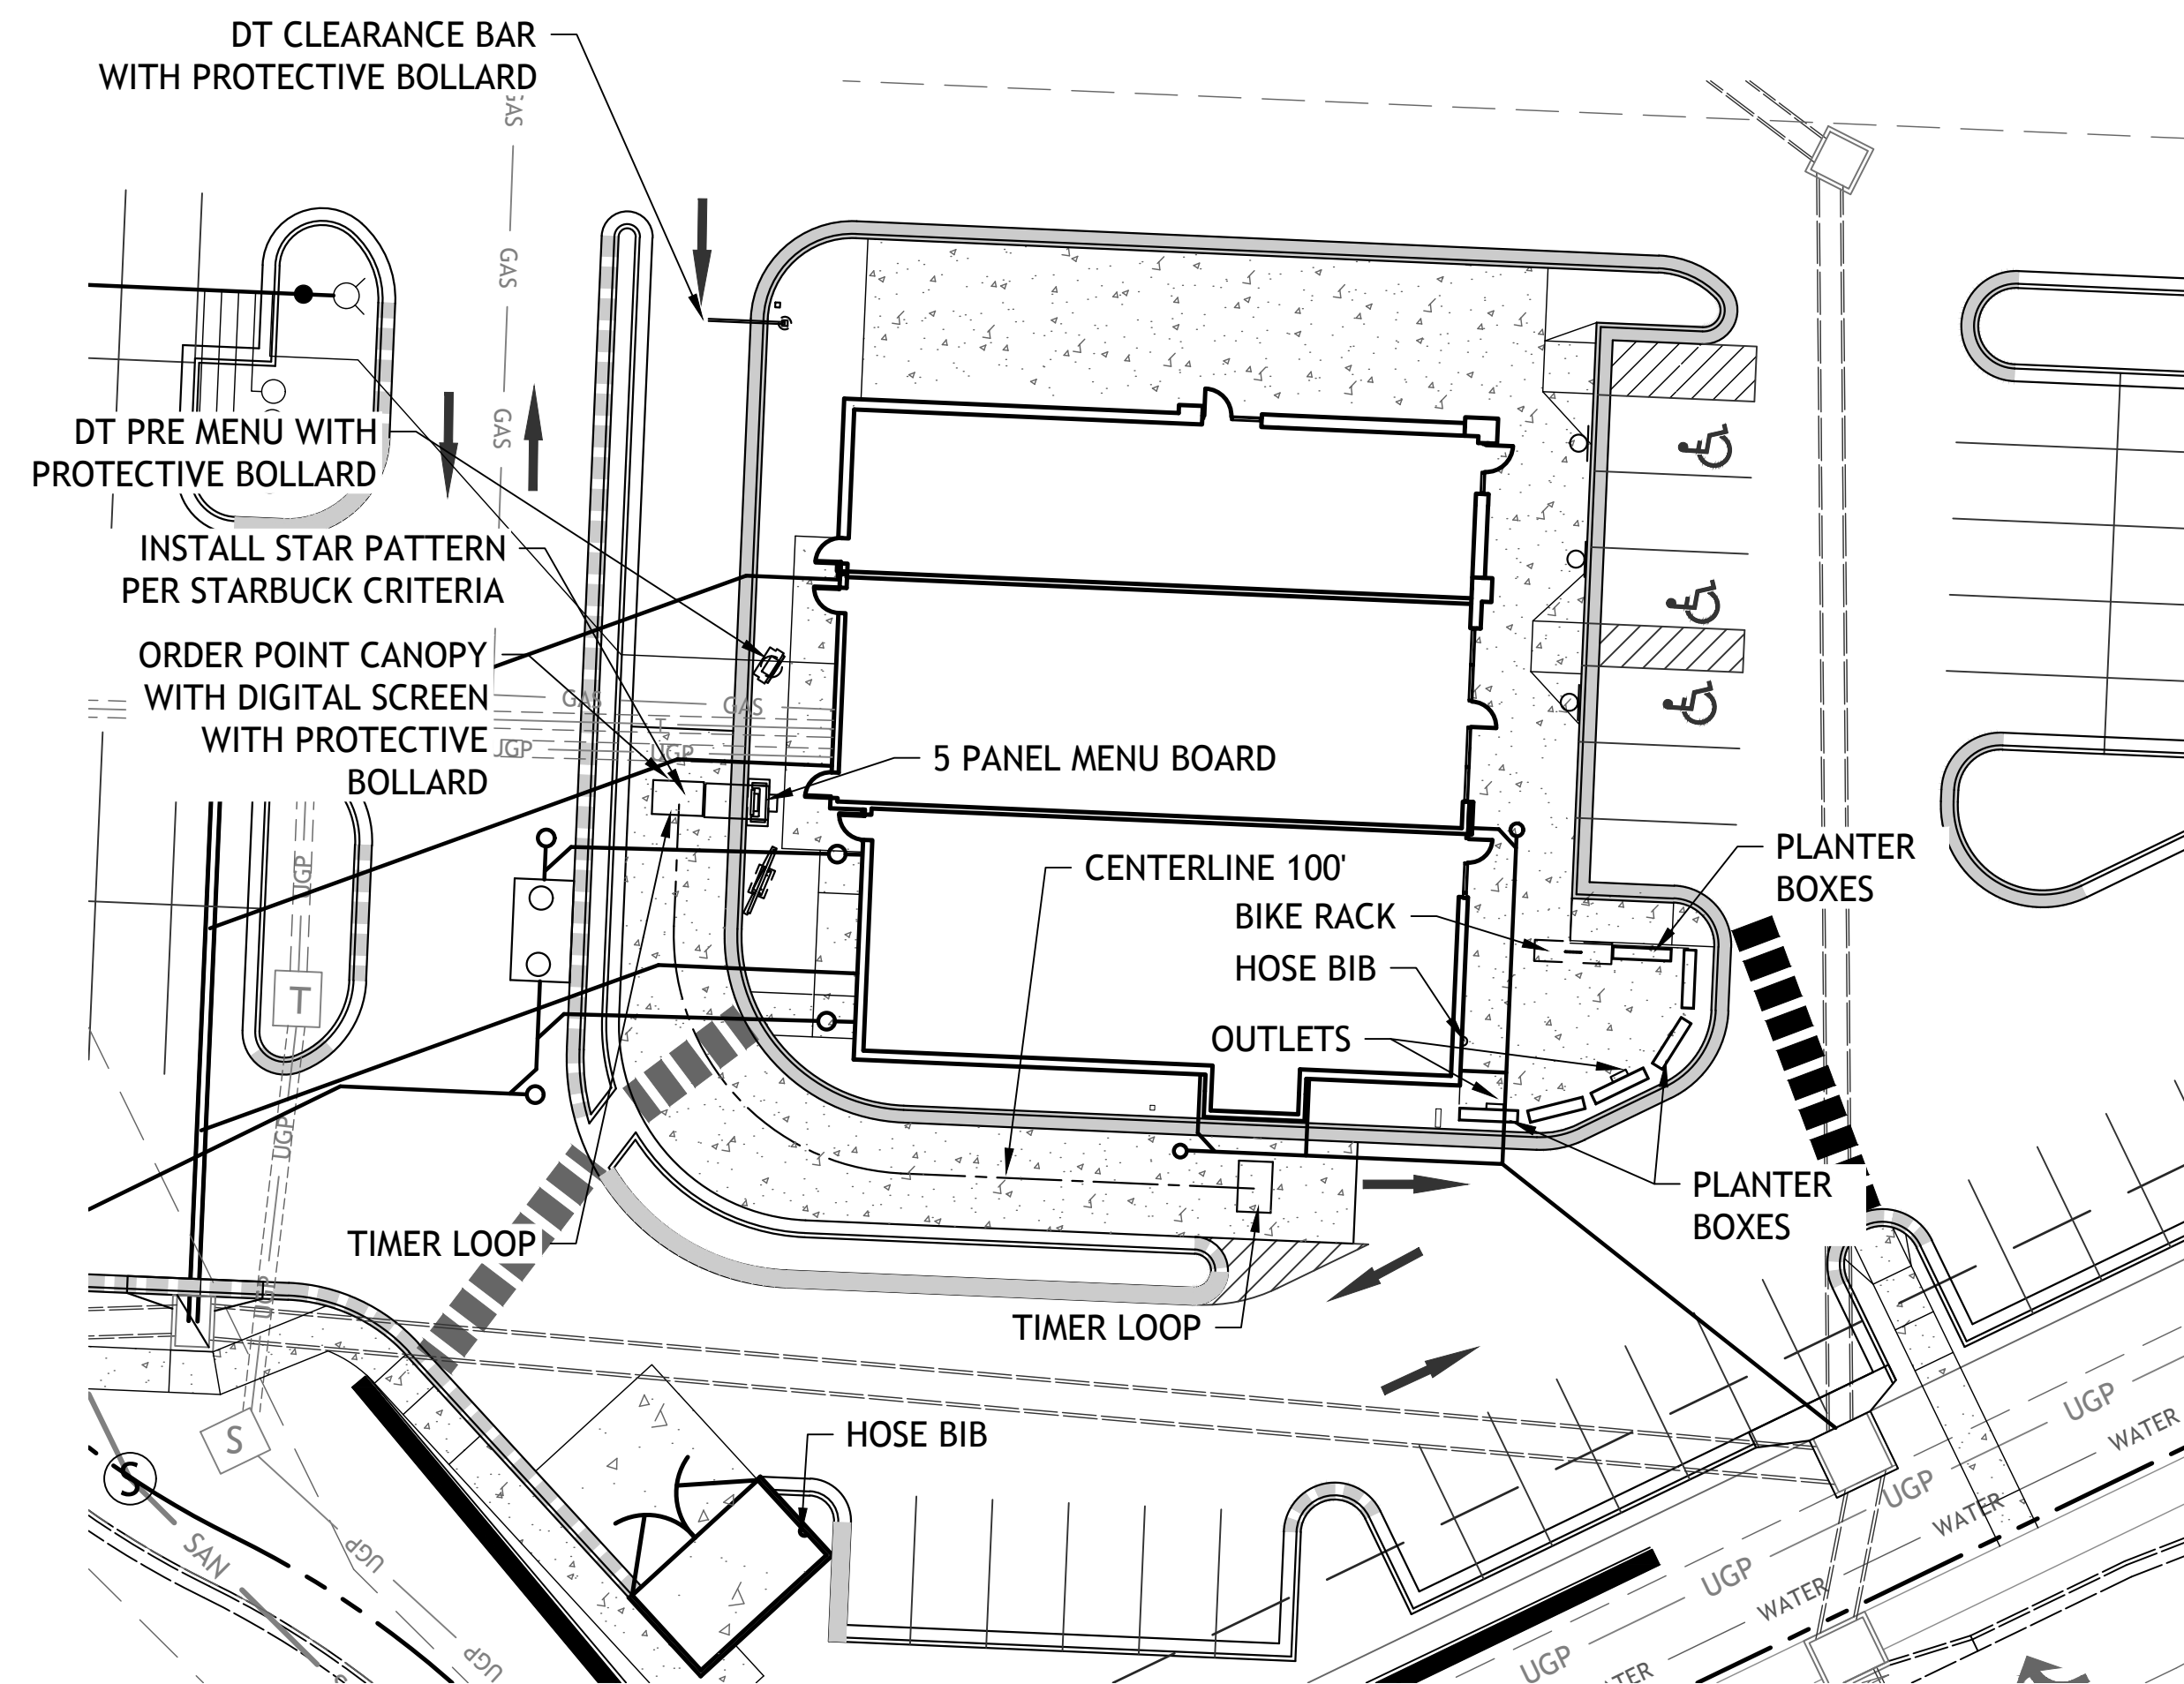 DT CLEARANCE BAR
WITH PROTECTIVE BOLLARD
GAS
GAS
GAS
DT PRE MENU WITH
PROTECTIVE BOLLARD
INSTALL STAR PATTERN
PER STARBUCK CRITERIA
ORDER POINT CANOPY
WITH DIGITAL SCREEN
WITH PROTECTIVE
BOLLARD
GAS
GAS
T
UGP
UGP
5 PANEL MENU BOARD
CENTERLINE 100'
PLANTER
BOXES
BIKE RACK
HOSE BIB
OUTLETS
UGP
T
UGP
PLANTER
BOXES
TIMER LOOP
UGP
TIMER LOOP
HOSE BIB
S
S
SAN
UGP
UGP
S
UGP
WATER
UGP
WATER
UGP
WATER
UGP
TER